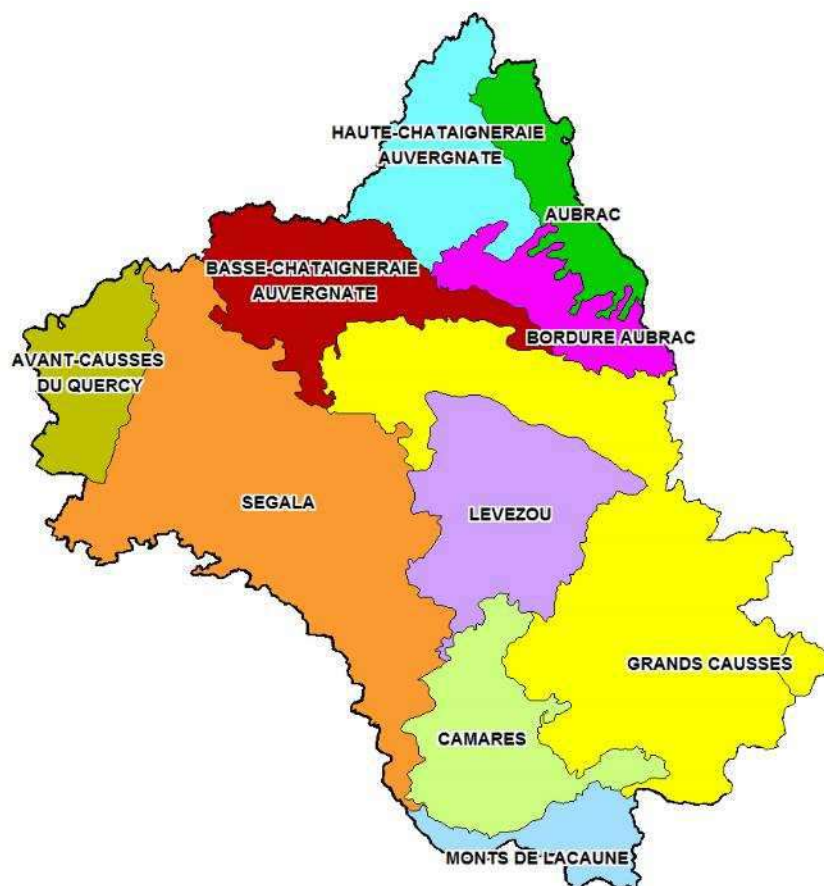 HAUTE-CHATAIGNERAIE
AUVERGNATE
AUBRAC
BASSE-CHATAIGNERAIE
AUVERGNATE
BORDURE AUBRAC
AVANT-CAUSSES
DU QUERCY
SEGALA
LEVEZOU
GRANDS CAUSSES
CAMARES
MONTS DE LACAUNE